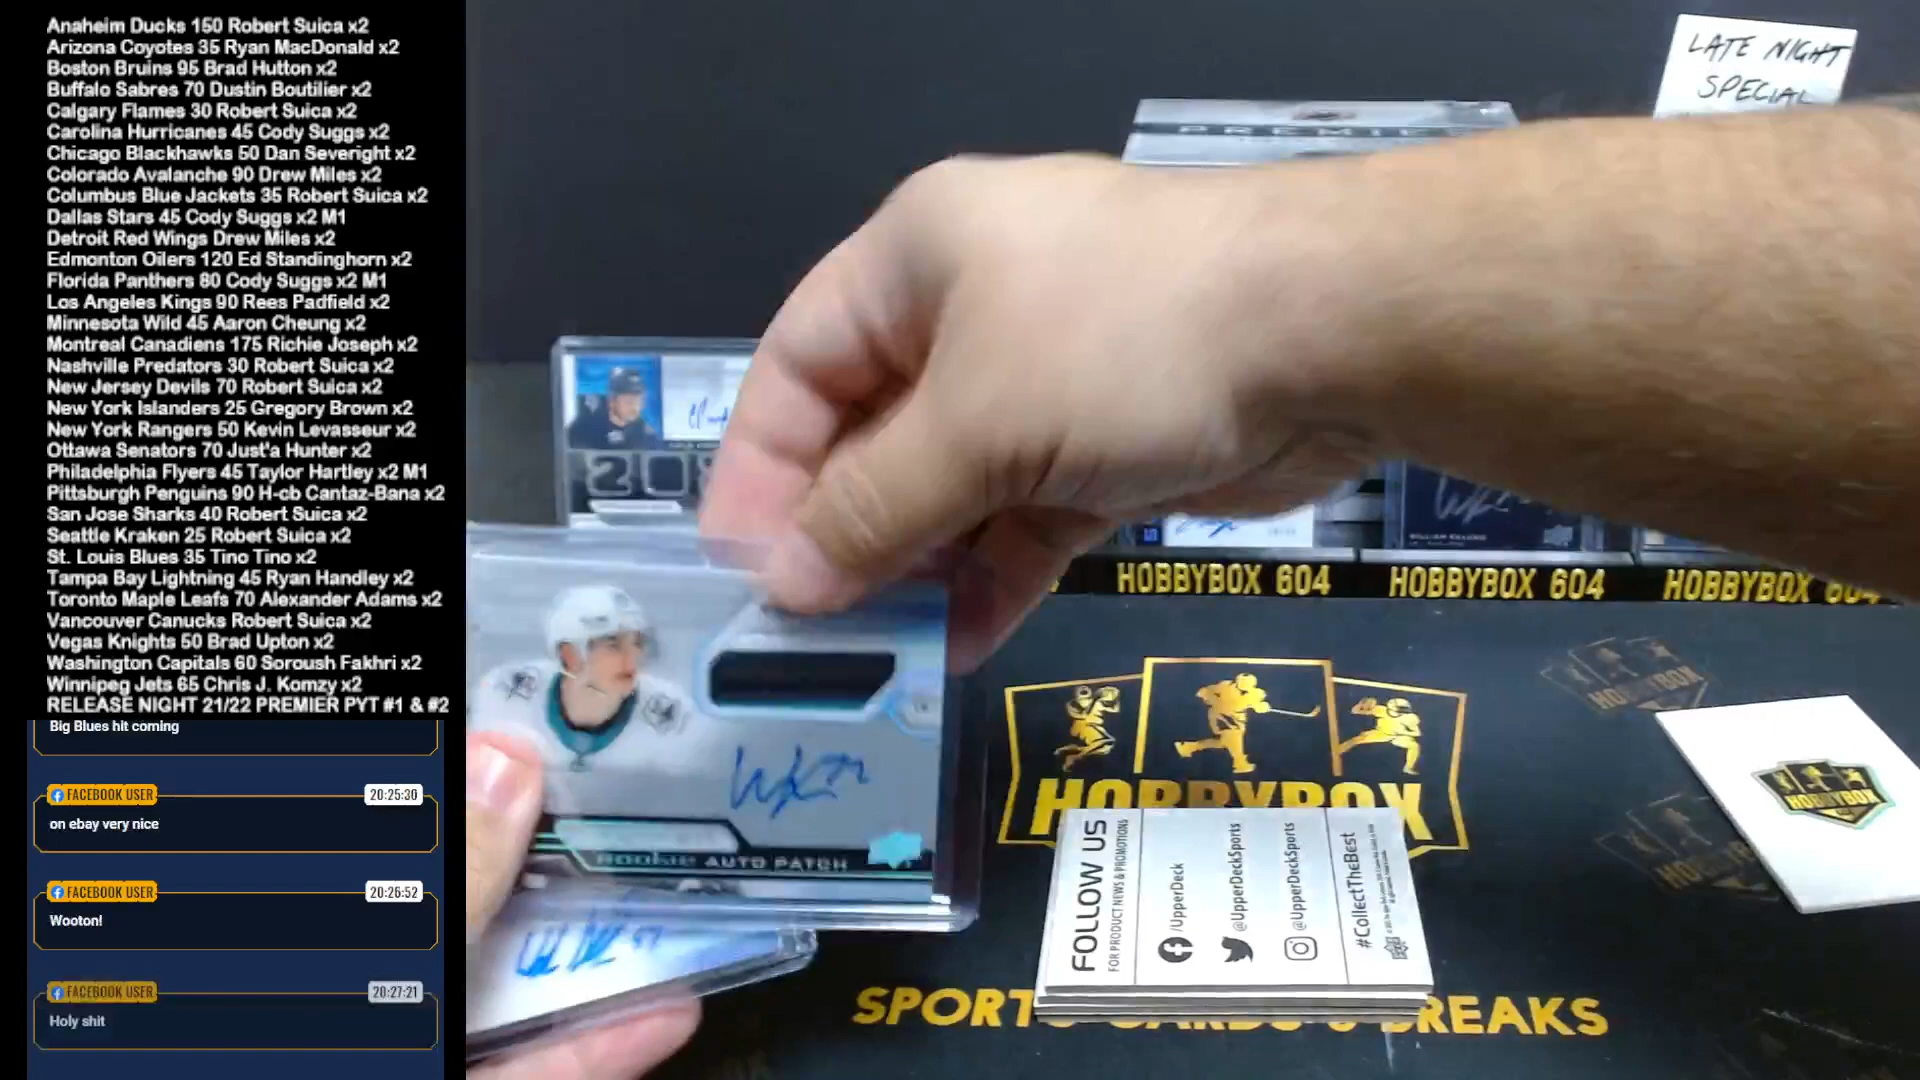 Anaheim Ducks 150 Robert Suica x2
Arizona Coyotes 35 Ryan MacDonald x2
Boston Bruins 95 Brad Hutton x2
Buffalo Sabres 70 Dustin Boutilier x2
Calgary Flames 30 Robert Suica x2
Carolina Hurricanes 45 Cody Suggs x2
Chicago Blackhawks 50 Dan Severight x2
Colorado Avalanche 90 Drew Miles x2
Columbus Blue Jackets 35 Robert Suica x2
Dallas Stars 45 Cody Suggs x2 M1
Detroit Red Wings Drew Miles x2
Edmonton Oilers 120 Ed Standinghorn x2
Florida Panthers 80 Cody Suggs x2 M1
Los Angeles Kings 90 Rees Padfield x2
Minnesota Wild 45 Aaron Cheung x2
Montreal Canadiens 175 Richie Joseph x2
Nashville Predators 30 Robert Suica x2
New Jersey Devils 70 Robert Suica x2
New York Islanders 25 Gregory Brown x2
New York Rangers 50 Kevin Levasseur x2
Ottawa Senators 70 Just'a Hunter x2
Philadelphia Flyers 45 Taylor Hartley x2 M1
Pittsburgh Penguins 90 H-cb Cantaz-Bana x2
San Jose Sharks 40 Robert Suica x2
Seattle Kraken 25 Robert Suica x2
St. Louis Blues 35 Tino Tino x2
Tampa Bay Lightning 45 Ryan Handley x2
Toronto Maple Leafs 70 Alexander Adams x2
Vancouver Canucks Robert Suica x2
Vegas Knights 50 Brad Upton x2
Washington Capitals 60 Soroush Fakhri x2
Winnipeg Jets 65 Chris J. Komzy x2
RELEASE NIGHT 21/22 PREMIER PYT #1 & #2
Big Blues hit coming
FACEBOOK USER 20:25:30
on ebay very nice
FACEBOOK USER 20:26:52
Wooton!
FACEBOOK USER 20:27:21
Holy shit
LATE NIGHT
SPECIAL
PREMIE
HOBBYBOX 604
HOBBYBOX 604
HOBBYBOX 604
ROOKIE AUTO PATCH
HOBBYBOX
FOLLOW US
FOR PRODUCT NEWS & PROMOTIONS
/UpperDeck
@UpperDeckSports
@UpperDeckSports
#CollectTheBest
HOBBYBOX
SPORTS CARDS & BREAKS